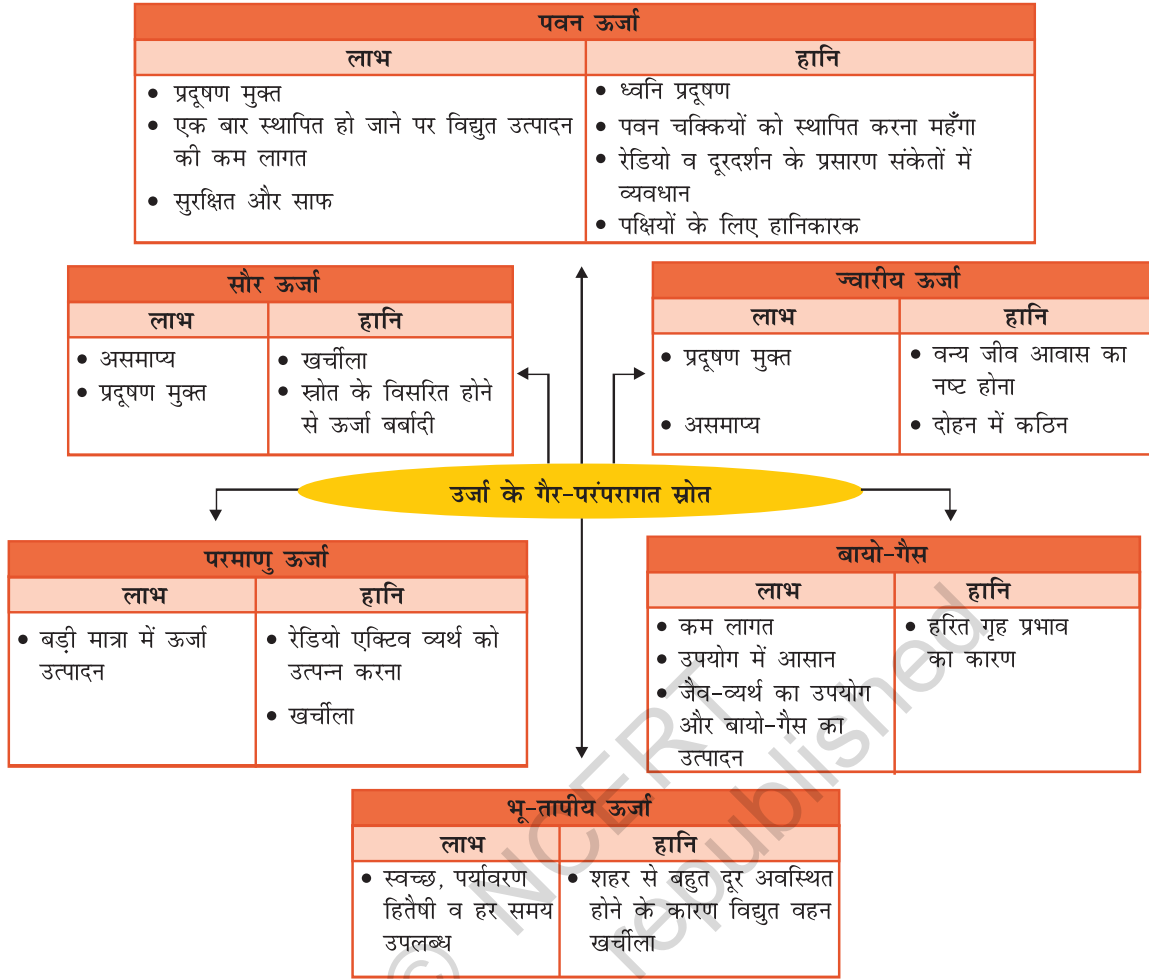 पवन ऊर्जा
लाभ
हानि
• प्रदूषण मुक्त
• एक बार स्थापित हो जाने पर विद्युत उत्पादन
की कम लागत
• सुरक्षित और साफ
• ध्वनि प्रदूषण
• पवन चक्कियों को स्थापित करना महँगा
• रेडियो व दूरदर्शन के प्रसारण संकेतों में
व्यवधान
• पक्षियों के लिए हानिकारक
सौर ऊर्जा
लाभ
हानि
• असमाप्य
• प्रदूषण मुक्त
• खर्चीला
• स्रोत के विसरित होने
से ऊर्जा बर्बादी
ज्वारीय ऊर्जा
लाभ
हानि
• प्रदूषण मुक्त
• असमाप्य
• वन्य जीव आवास का
नष्ट होना
• दोहन में कठिन
उर्जा के गैर-परंपरागत स्रोत
परमाणु ऊर्जा
लाभ
हानि
• बड़ी मात्रा में ऊर्जा
उत्पादन
• रेडियो एक्टिव व्यर्थ को
उत्पन्न करना
• खर्चीला
बायो-गैस
लाभ
हानि
• कम लागत
• उपयोग में आसान
• जैव-व्यर्थ का उपयोग
और बायो-गैस का
उत्पादन
• हरित गृह प्रभाव
का कारण
भू-तापीय ऊर्जा
लाभ
हानि
• स्वच्छ, पर्यावरण
हितैषी व हर समय
उपलब्ध
• शहर से बहुत दूर अवस्थित
होने के कारण विद्युत वहन
खर्चीला
© NCERT
republished